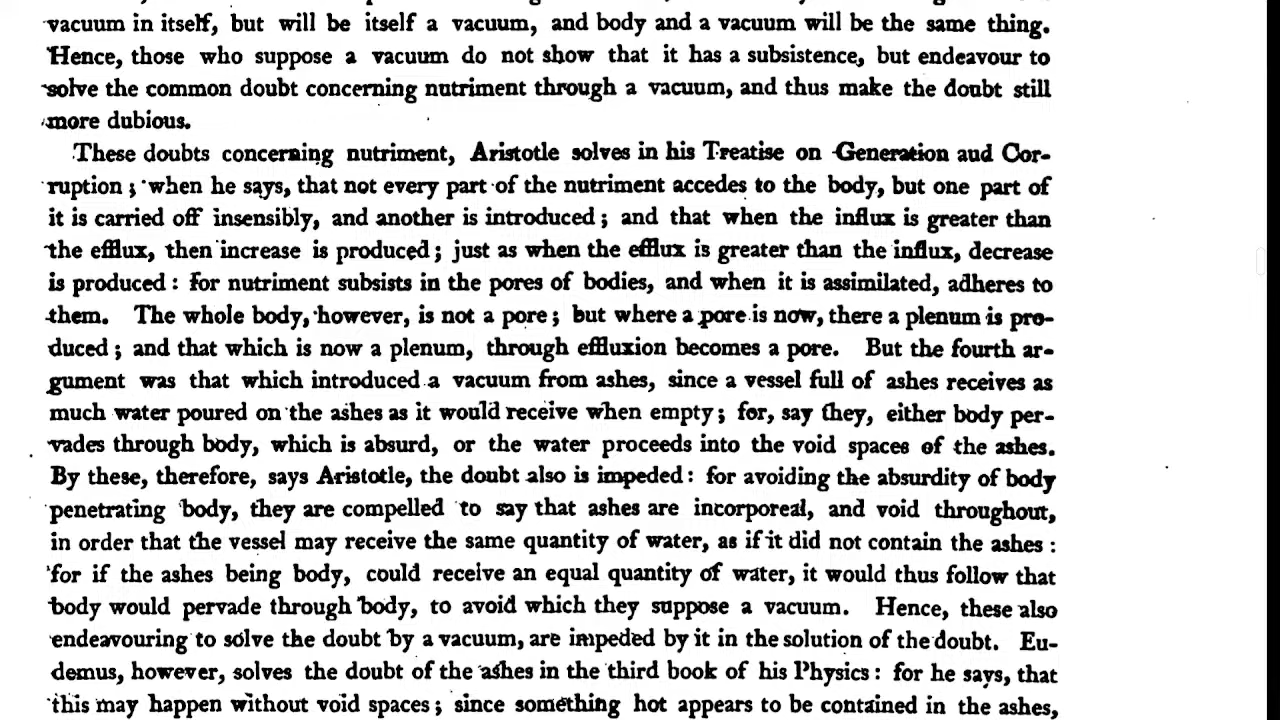 vacuum in itself, but will be itself a vacuum, and body and a vacuum will be the same thing.
Hence, those who suppose a vacuum do not show that it has a subsistence, but endeavour to
solve the common doubt concerning nutriment through a vacuum, and thus make the doubt still
more dubious.
These doubts concerning nutriment, Aristotle solves in his Treatise on Generation aud Cor-
ruption; when he says, that not every part of the nutriment accedes to the body, but one part of
it is carried off insensibly, and another is introduced; and that when the influx is greater than
the efflux, then increase is produced; just as when the efflux is greater than the influx, decrease
is produced: for nutriment subsists in the pores of bodies, and when it is assimilated, adheres to
them. The whole body, however, is not a pore; but where a pore is now, there a plenum is pro-
duced; and that which is now a plenum, through effluxion becomes a pore. But the fourth ar-
gument was that which introduced a vacuum from ashes, since a vessel full of ashes receives as
much water poured on the ashes as it would receive when empty; for, say they, either body per-
vades through body, which is absurd, or the water proceeds into the void spaces of the ashes.
By these, therefore, says Aristotle, the doubt also is impeded: for avoiding the absurdity of body
penetrating body, they are compelled to say that ashes are incorporeal, and void throughout,
in order that the vessel may receive the same quantity of water, as if it did not contain the ashes:
for if the ashes being body, could receive an equal quantity of water, it would thus follow that
body would pervade through body, to avoid which they suppose a vacuum. Hence, these also
endeavouring to solve the doubt by a vacuum, are impeded by it in the solution of the doubt. Eu-
demus, however, solves the doubt of the ashes in the third book of his Physics: for he says, that
this may happen without void spaces; since something hot appears to be contained in the ashes,